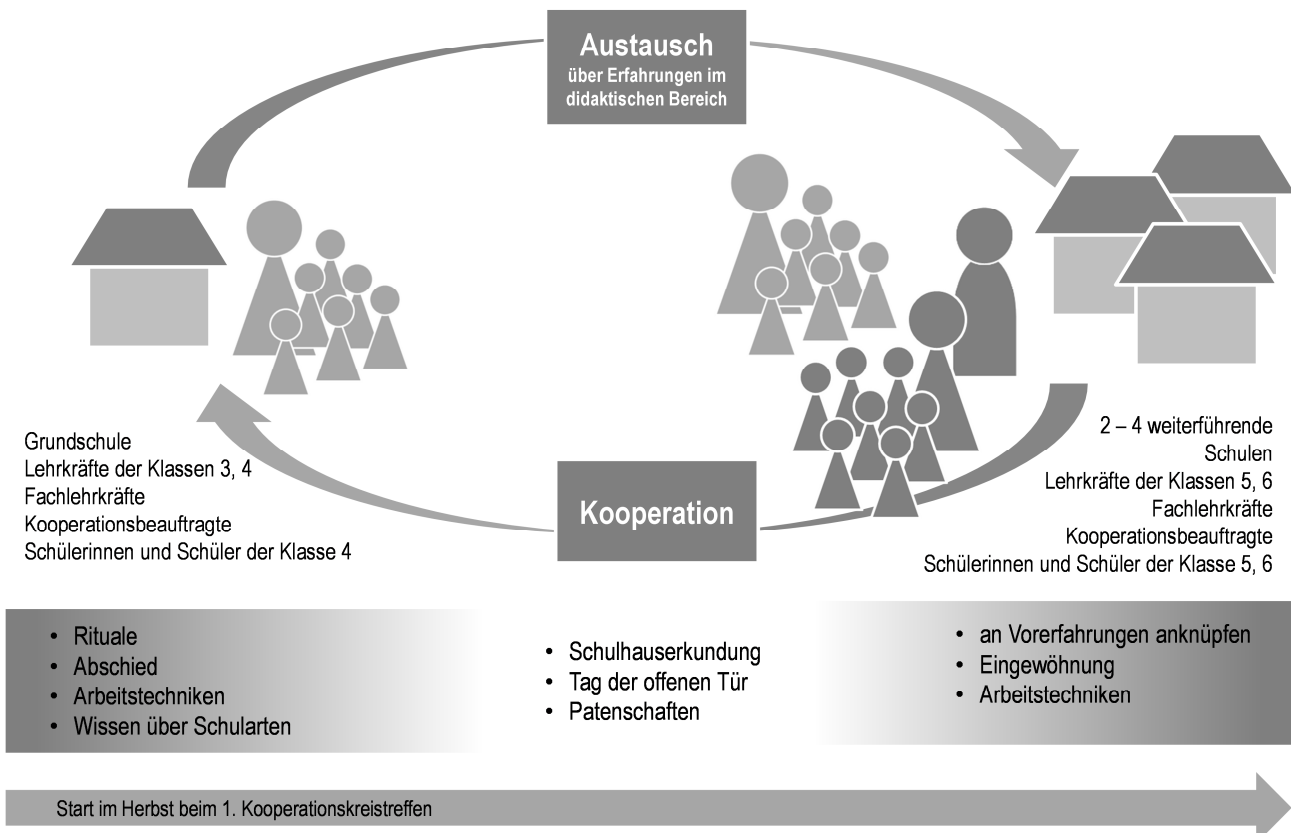 Austausch
über Erfahrungen im
didaktischen Bereich
Grundschule
Lehrkräfte der Klassen 3, 4
Fachlehrkräfte
Kooperationsbeauftragte
Schülerinnen und Schüler der Klasse 4
Kooperation
2 – 4 weiterführende
Schulen
Lehrkräfte der Klassen 5, 6
Fachlehrkräfte
Kooperationsbeauftragte
Schülerinnen und Schüler der Klasse 5, 6
• Rituale
• Abschied
• Arbeitstechniken
• Wissen über Schularten
• Schulhauserkundung
• Tag der offenen Tür
• Patenschaften
• an Vorerfahrungen anknüpfen
• Eingewöhnung
• Arbeitstechniken
Start im Herbst beim 1. Kooperationskreistreffen